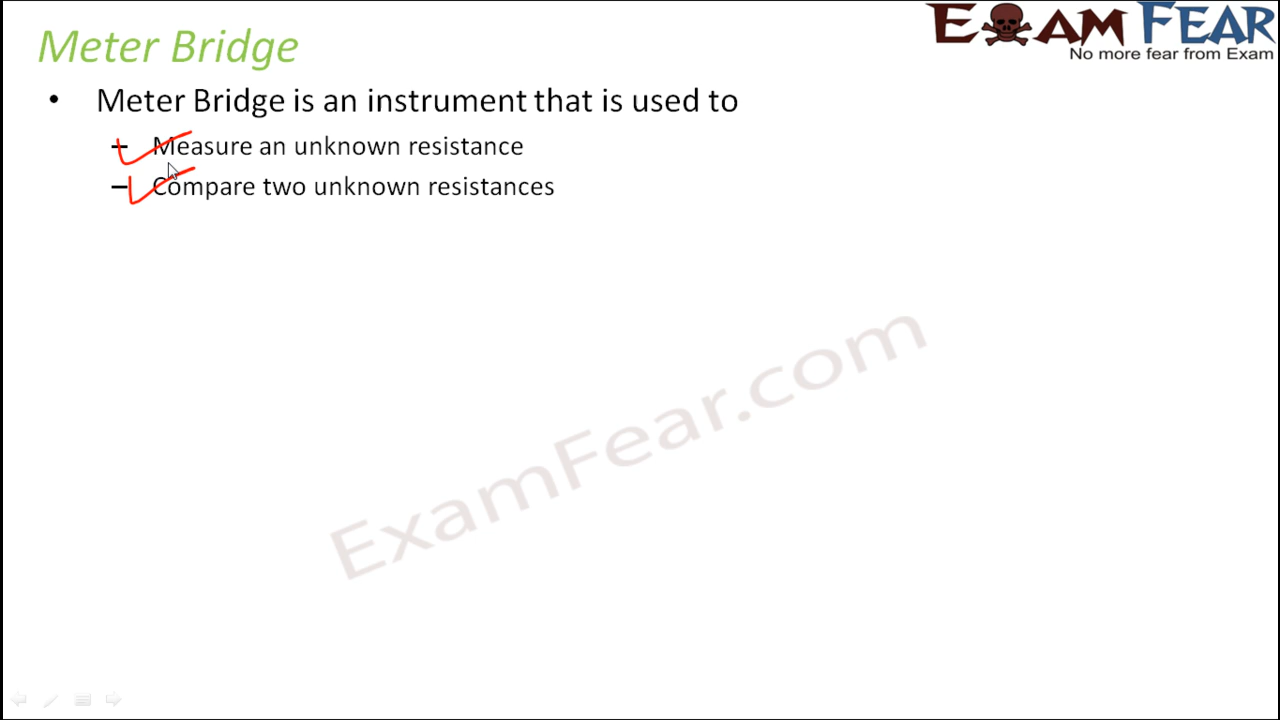 Meter Bridge
EXAM FEAR
No more fear from Exam
• Meter Bridge is an instrument that is used to
– Measure an unknown resistance
– Compare two unknown resistances
ExamFear.com